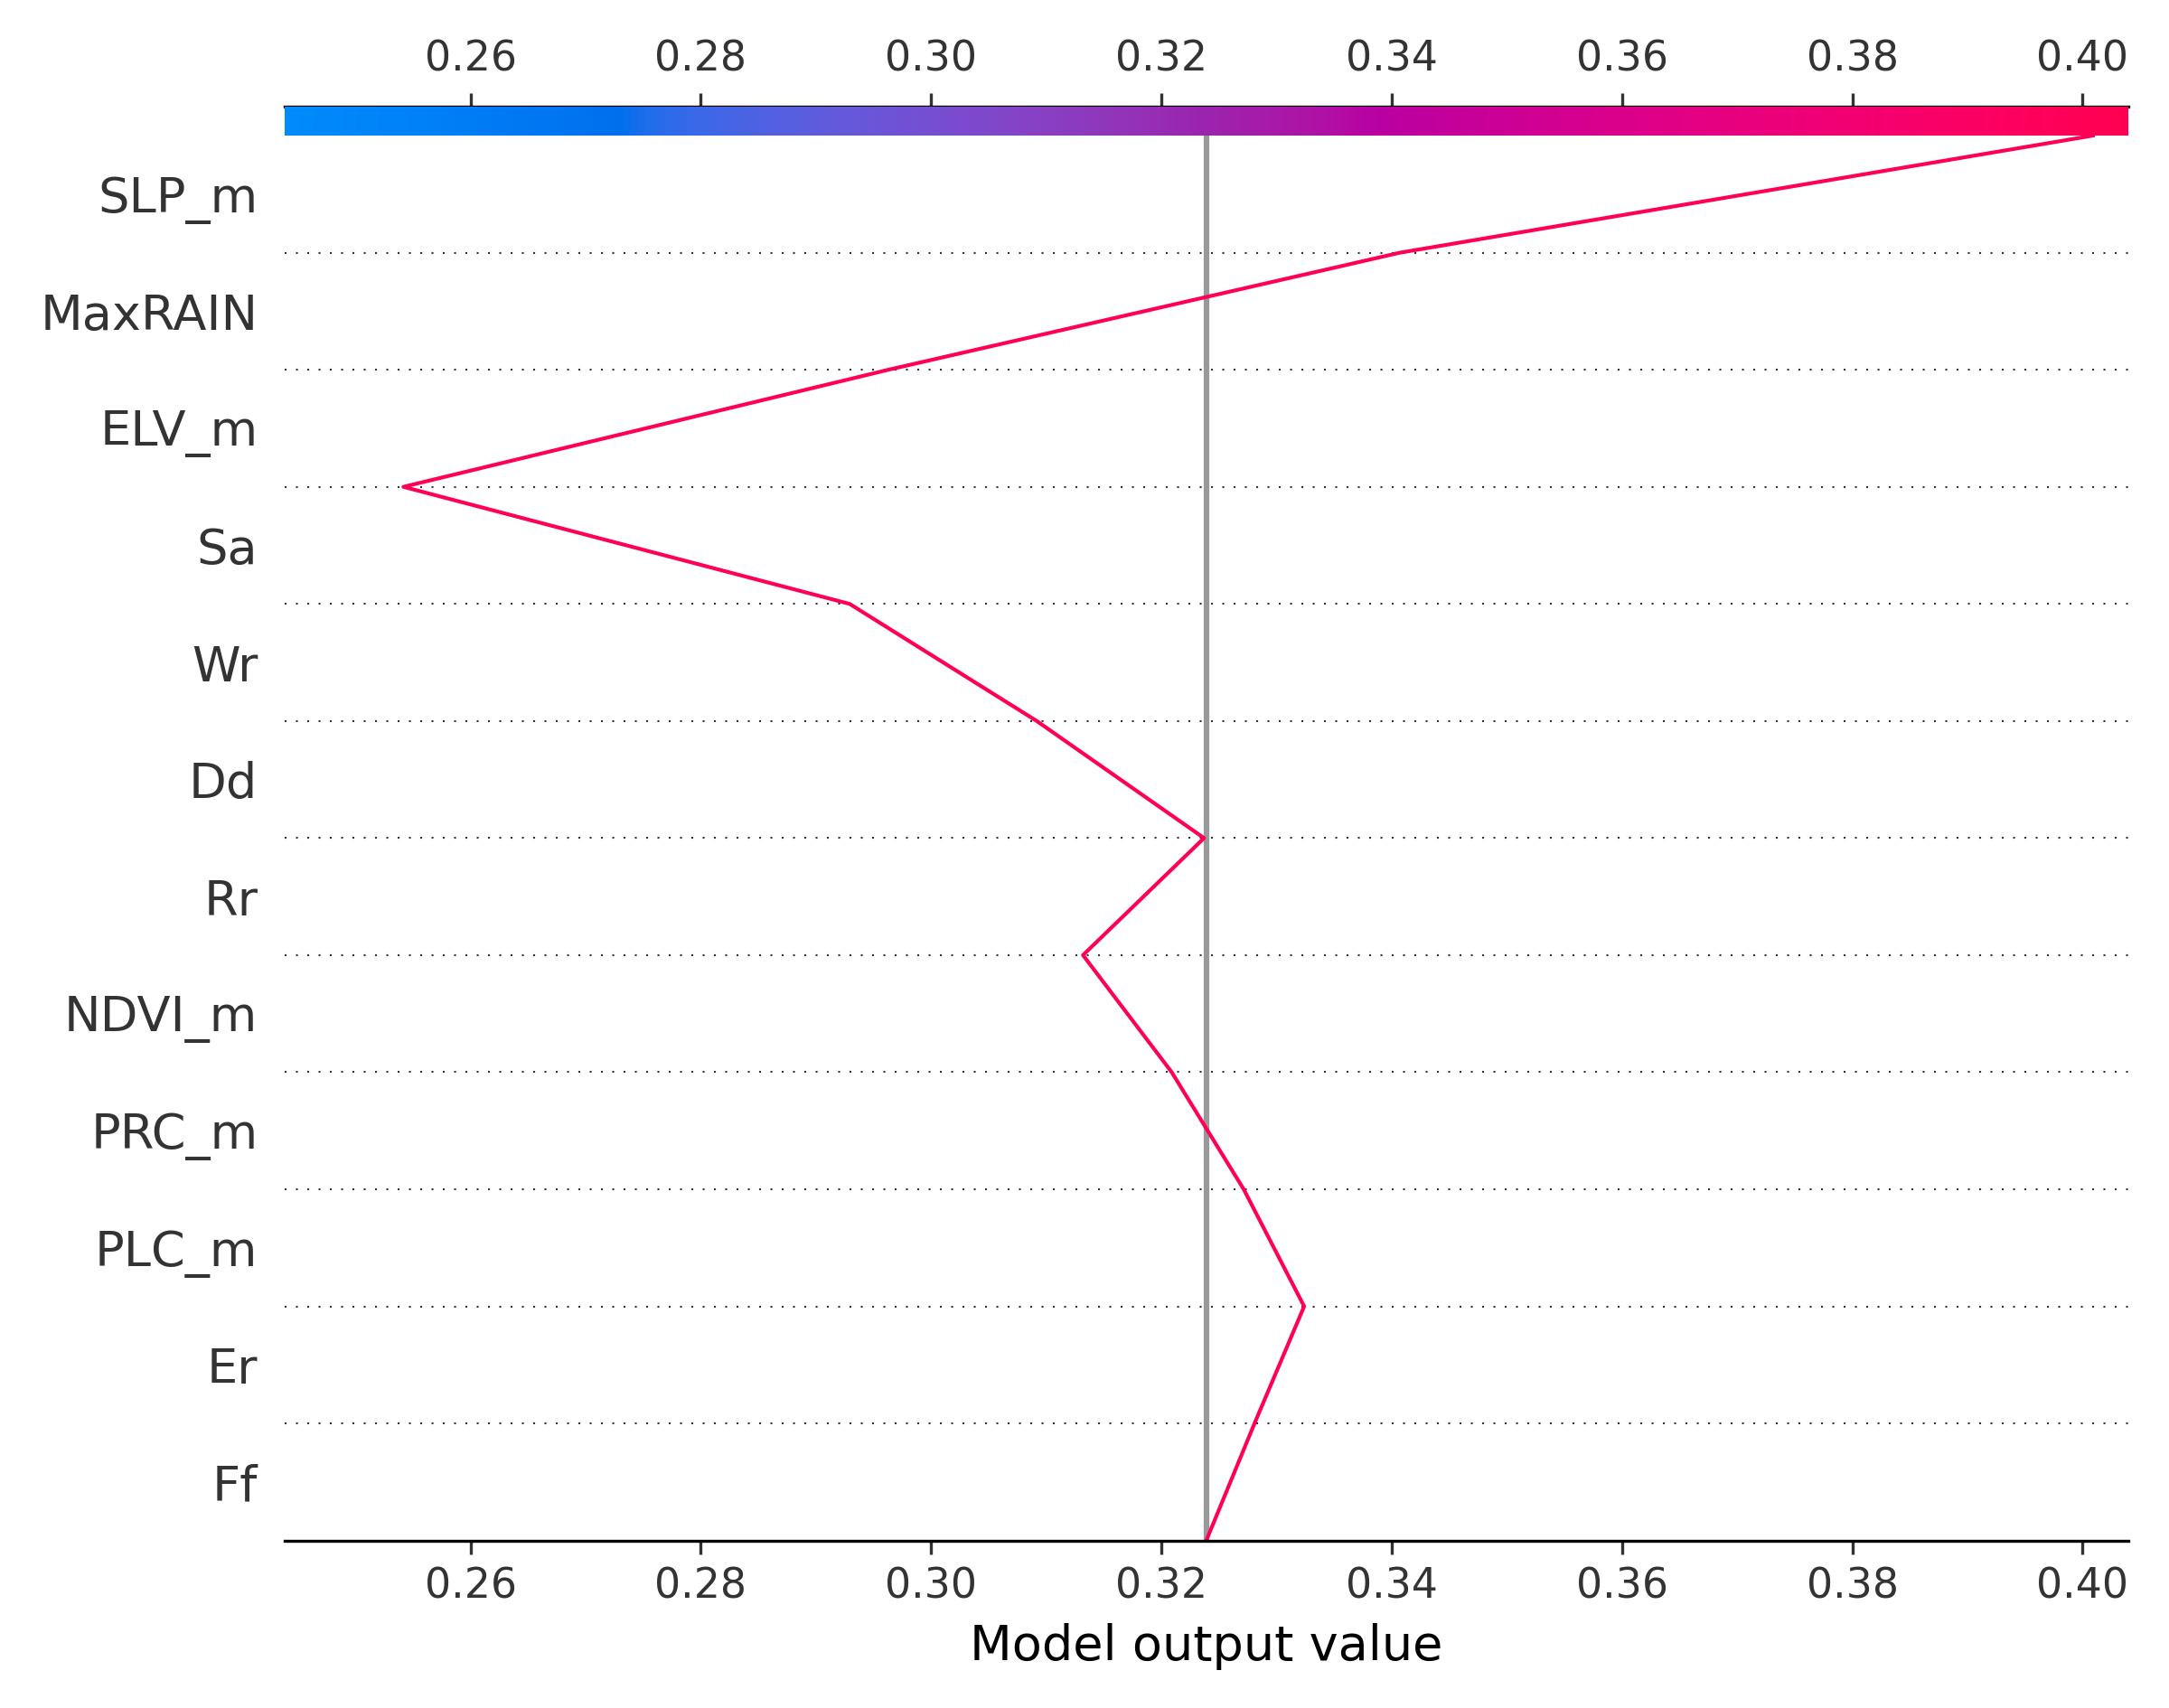 0.26 0.28 0.30 0.32 0.34 0.36 0.38 0.40
SLP_m
MaxRAIN
ELV_m
Sa
Wr
Dd
Rr
NDVI_m
PRC_m
PLC_m
Er
Ff
0.26 0.28 0.30 0.32 0.34 0.36 0.38 0.40
Model output value